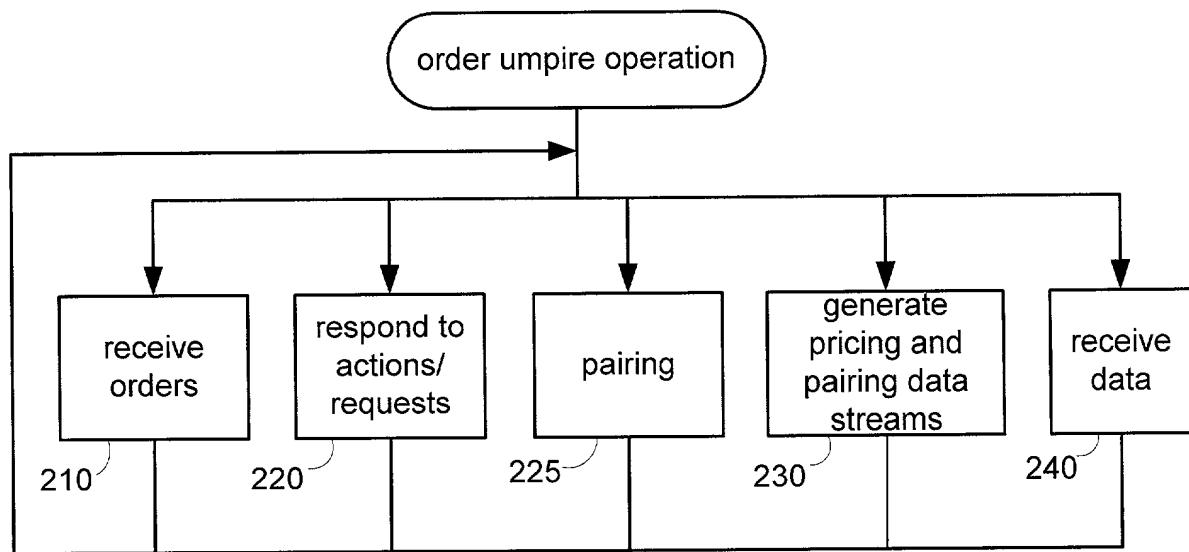 order umpire operation
receive
orders
respond to
actions/
requests
pairing
generate
pricing and
pairing data
streams
receive
data
210
220
225
230
240